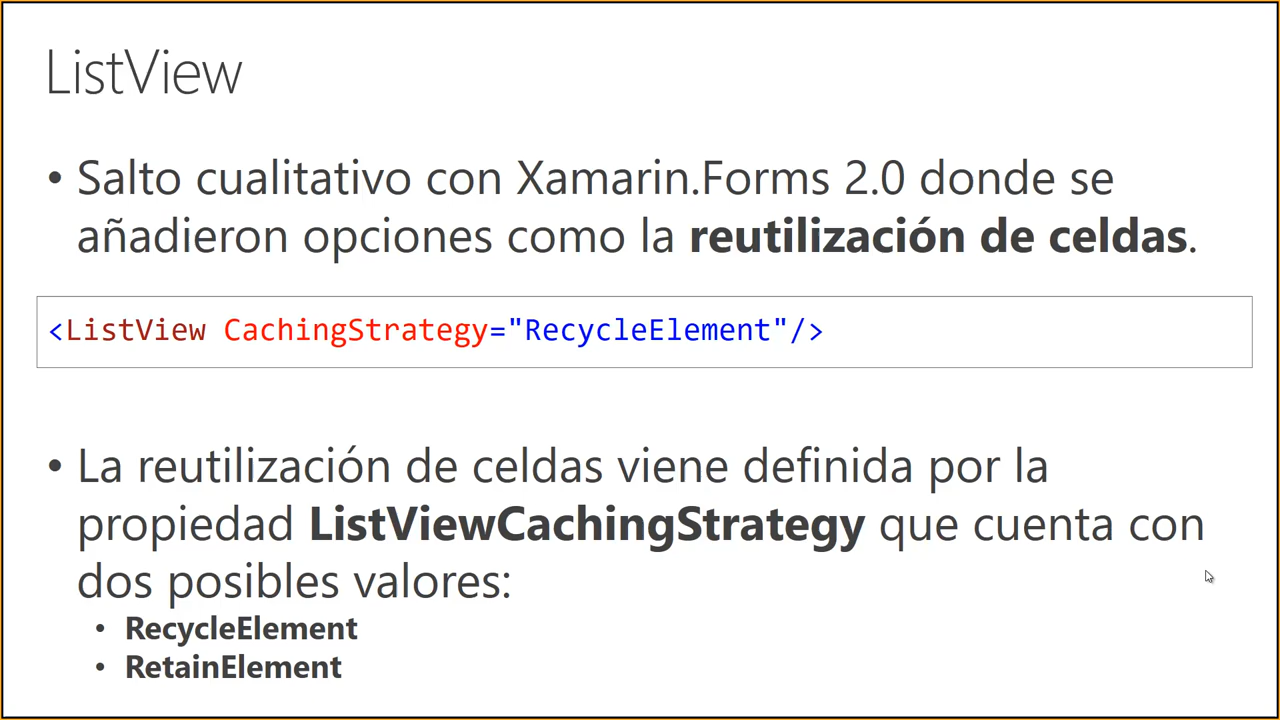 ListView
• Salto cualitativo con Xamarin.Forms 2.0 donde se
añadieron opciones como la reutilización de celdas.
<ListView CachingStrategy="RecycleElement"/>
• La reutilización de celdas viene definida por la
propiedad ListViewCachingStrategy que cuenta con
dos posibles valores:
• RecycleElement
• RetainElement